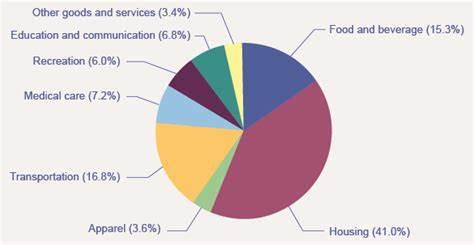 Other goods and services (3.4%)
Education and communication (6.8%)
Recreation (6.0%)
Medical care (7.2%)
Transportation (16.8%)
Apparel (3.6%)
Food and beverage (15.3%)
Housing (41.0%)